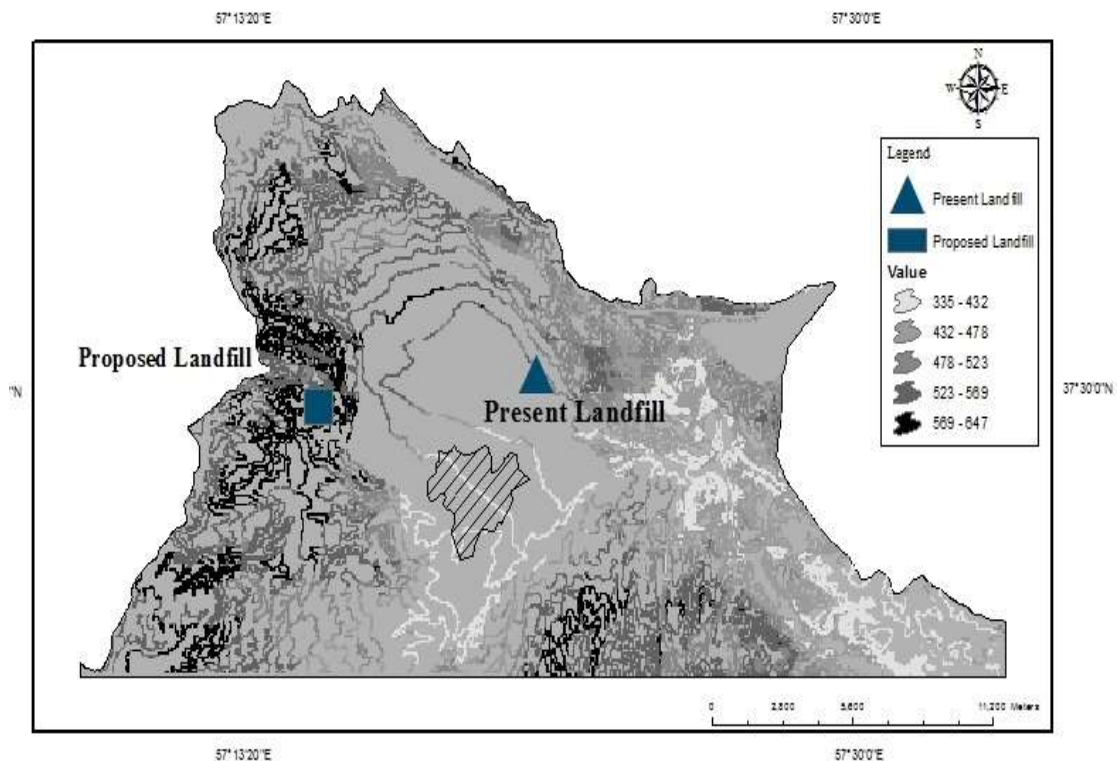 57°13'20"E
57°30'0"E
N
W E
S
Legend
Present Landfill
Proposed Landfill
Value
335 - 432
432 - 478
478 - 523
523 - 569
569 - 647
Proposed Landfill
Present Landfill
"N
37°30'0"N
0 2,800 5,600 11,200 Meters
57°13'20"E
57°30'0"E